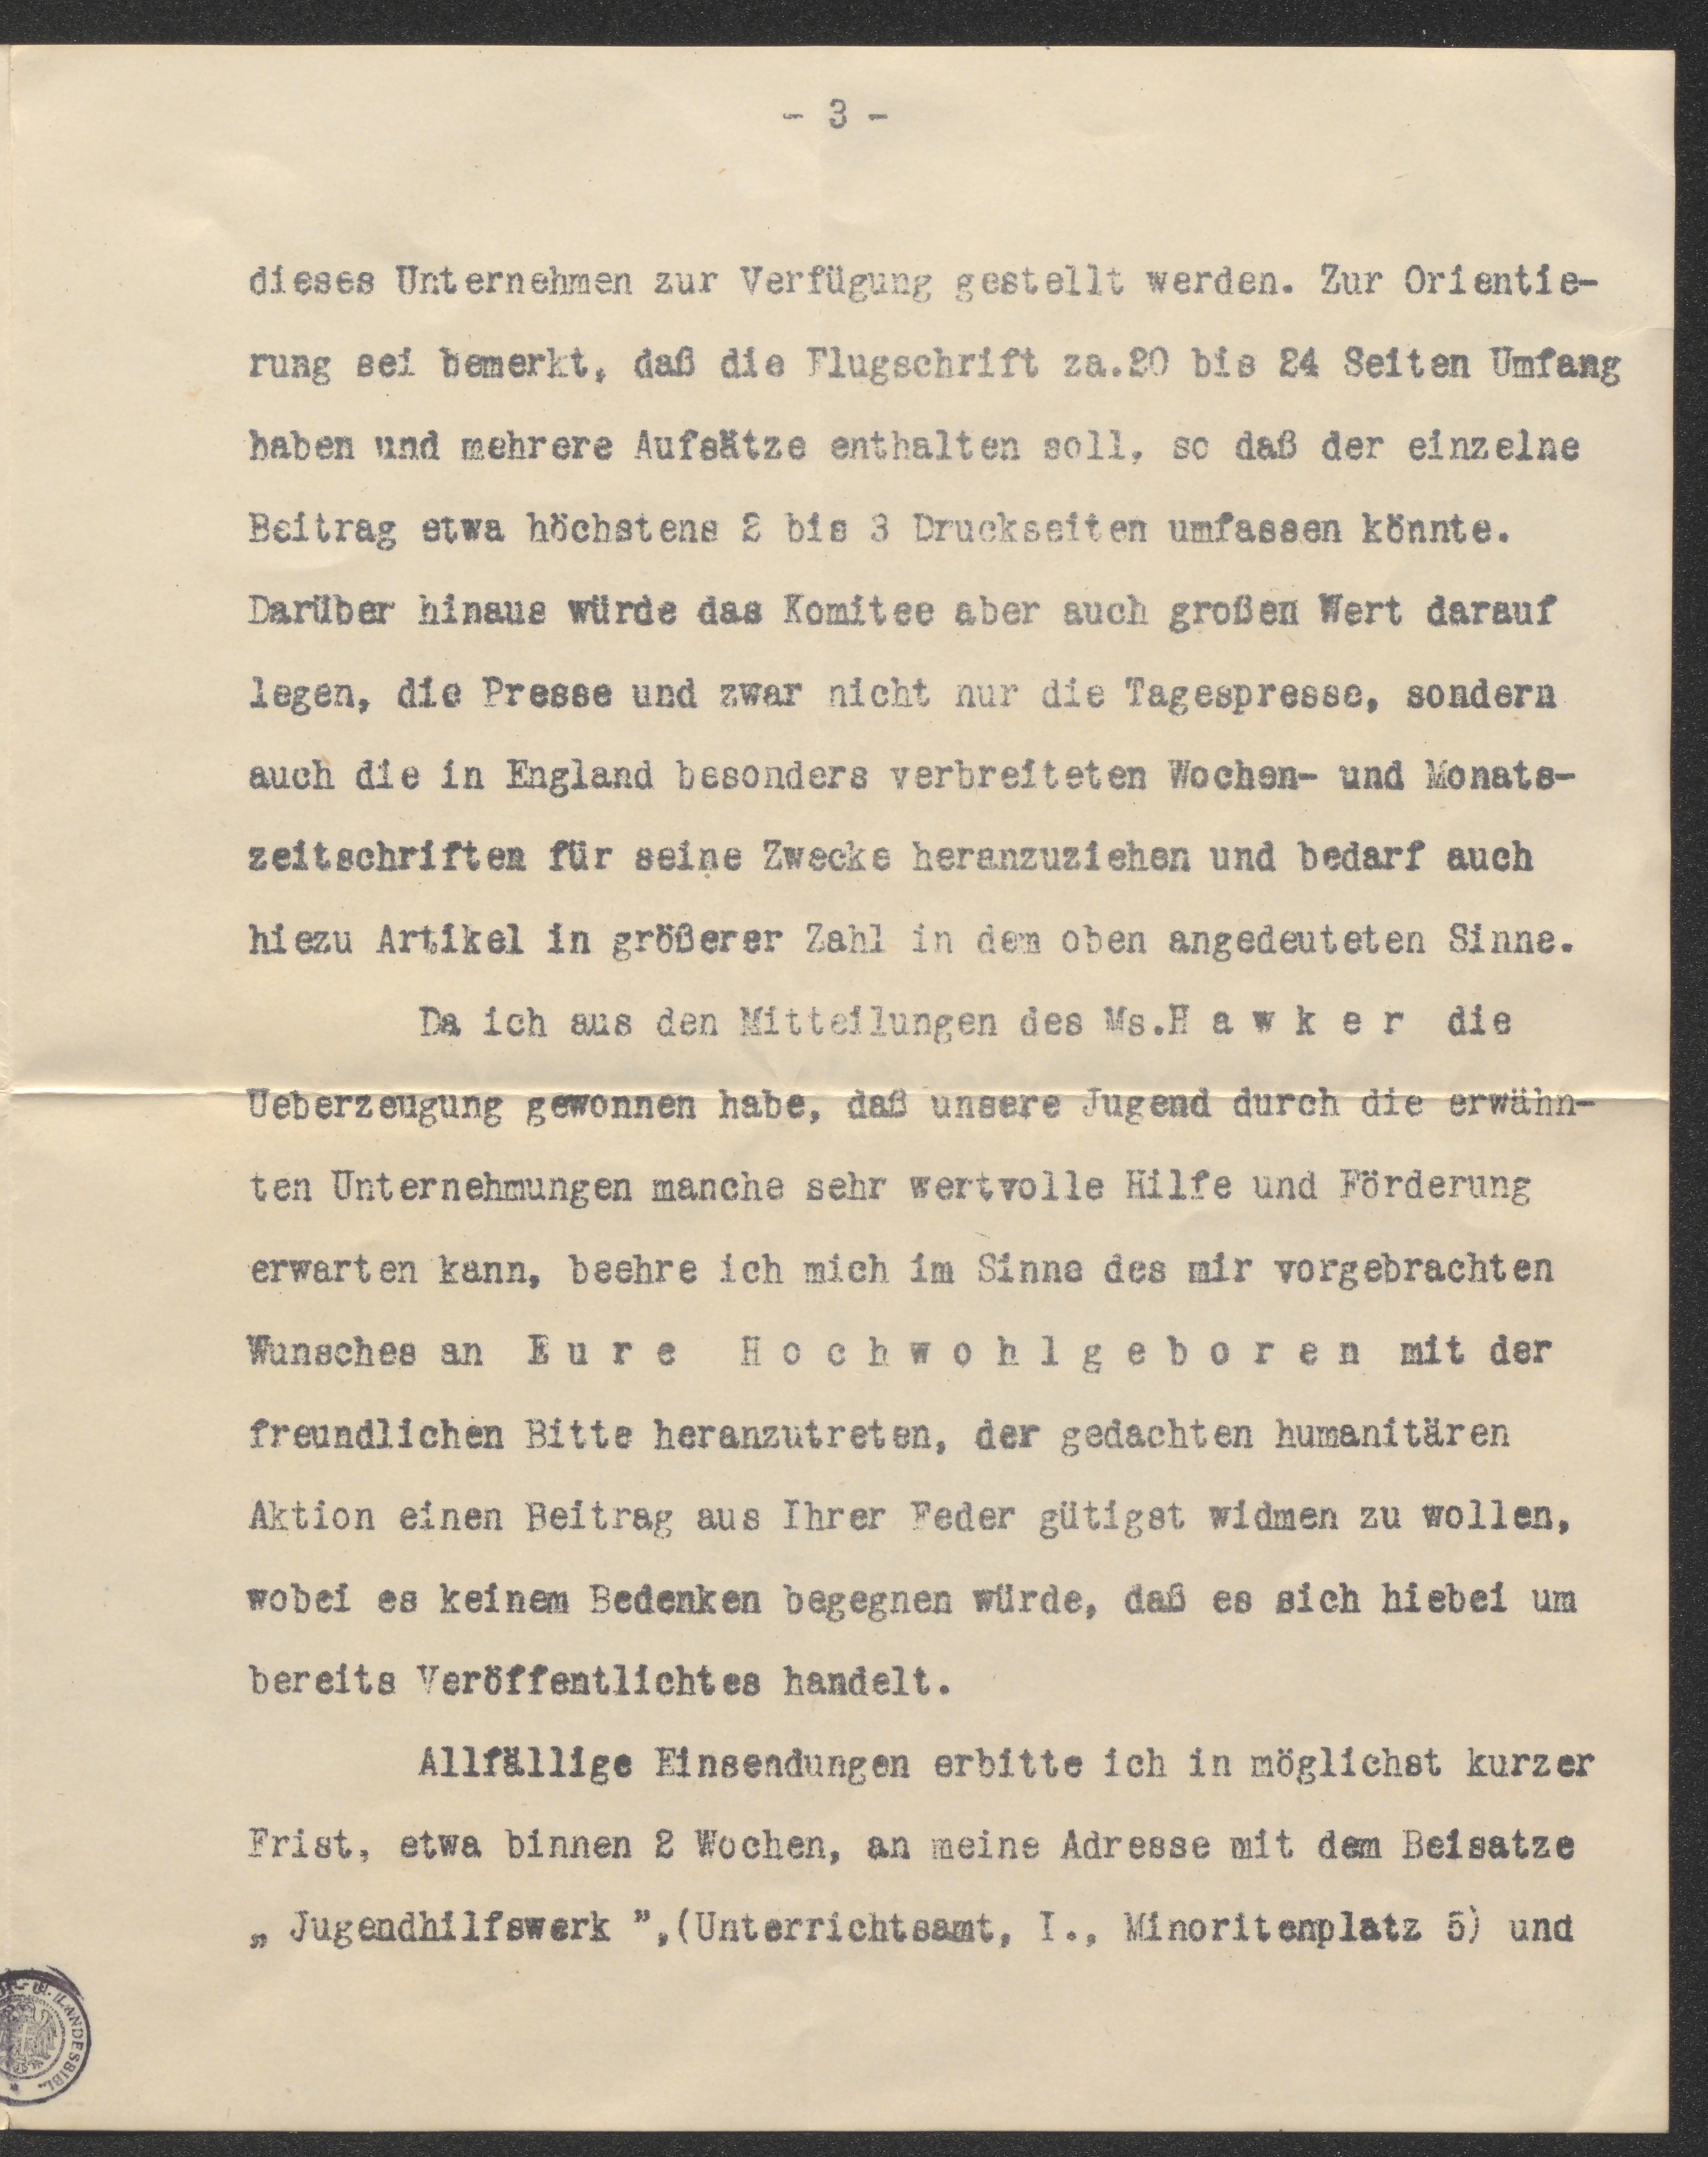 - 3 -
dieses Unternehmen zur Verfügung gestellt werden. Zur Orientie-
rung sei bemerkt, daß die Flugschrift za.20 bis 24 Seiten Umfang
haben und mehrere Aufsätze enthalten soll, so daß der einzelne
Beitrag etwa höchstens 2 bis 3 Druckseiten umfassen könnte.
Darüber hinaus würde das Komitee aber auch großen Wert darauf
legen, die Presse und zwar nicht nur die Tagespresse, sondern
auch die in England besonders verbreiteten Wochen- und Monats-
zeitschriften für seine Zwecke heranzuziehen und bedarf auch
hiezu Artikel in größerer Zahl in dem oben angedeuteten Sinne.
Da ich aus den Mitteilungen des Ms.H a w k e r die
Ueberzeugung gewonnen habe, daß unsere Jugend durch die erwähn-
ten Unternehmungen manche sehr wertvolle Hilfe und Förderung
erwarten kann, beehre ich mich im Sinne des mir vorgebrachten
Wunsches an E u r e H o c h w o h l g e b o r e n mit der
freundlichen Bitte heranzutreten, der gedachten humanitären
Aktion einen Beitrag aus Ihrer Feder gütigst widmen zu wollen,
wobei es keinem Bedenken begegnen würde, daß es sich hiebei um
bereits Veröffentlichtes handelt.
Allfällige Einsendungen erbitte ich in möglichst kurzer
Frist, etwa binnen 2 Wochen, an meine Adresse mit dem Beisatze
„ Jugendhilfswerk ”,(Unterrichtsamt, I., Minoritenplatz 5) und
U. LANDESBIBL.